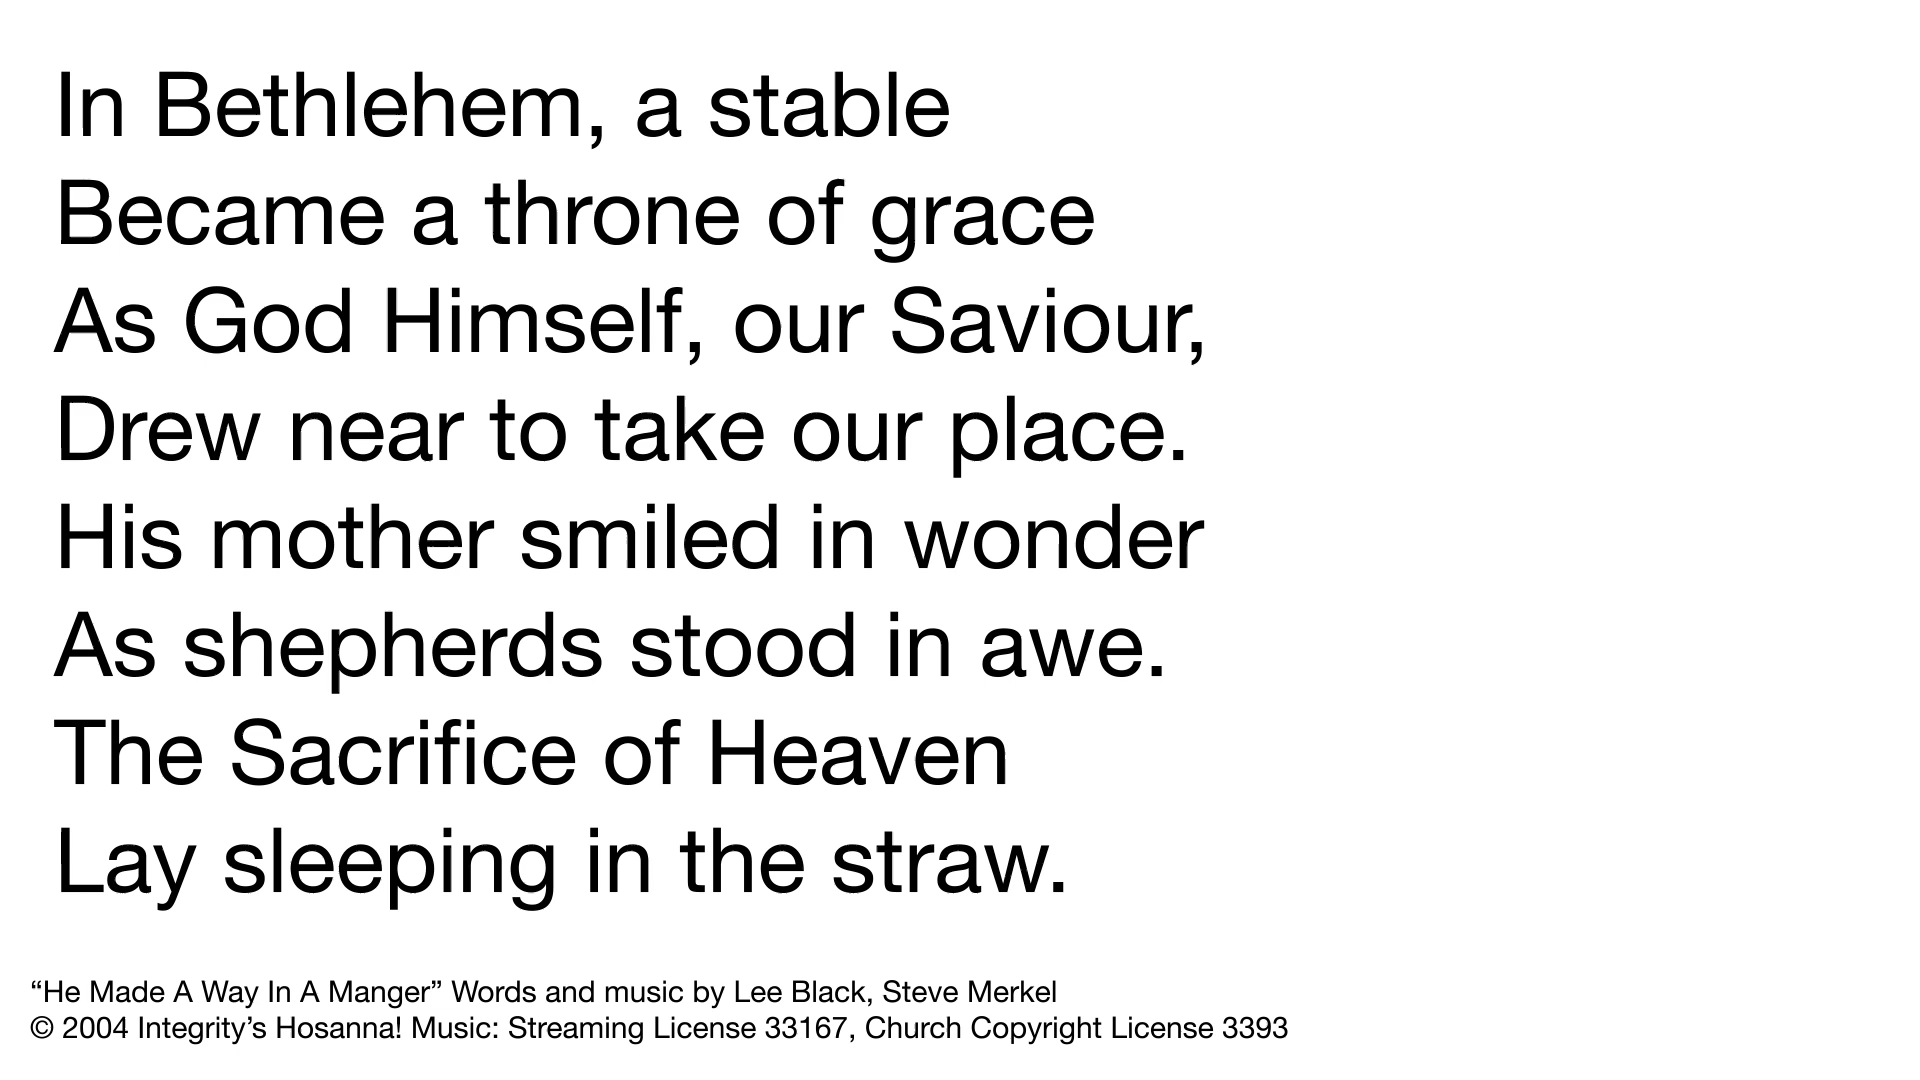 In Bethlehem, a stable
Became a throne of grace
As God Himself, our Saviour,
Drew near to take our place.
His mother smiled in wonder
As shepherds stood in awe.
The Sacrifice of Heaven
Lay sleeping in the straw.
“He Made A Way In A Manger” Words and music by Lee Black, Steve Merkel
© 2004 Integrity’s Hosanna! Music: Streaming License 33167, Church Copyright License 3393